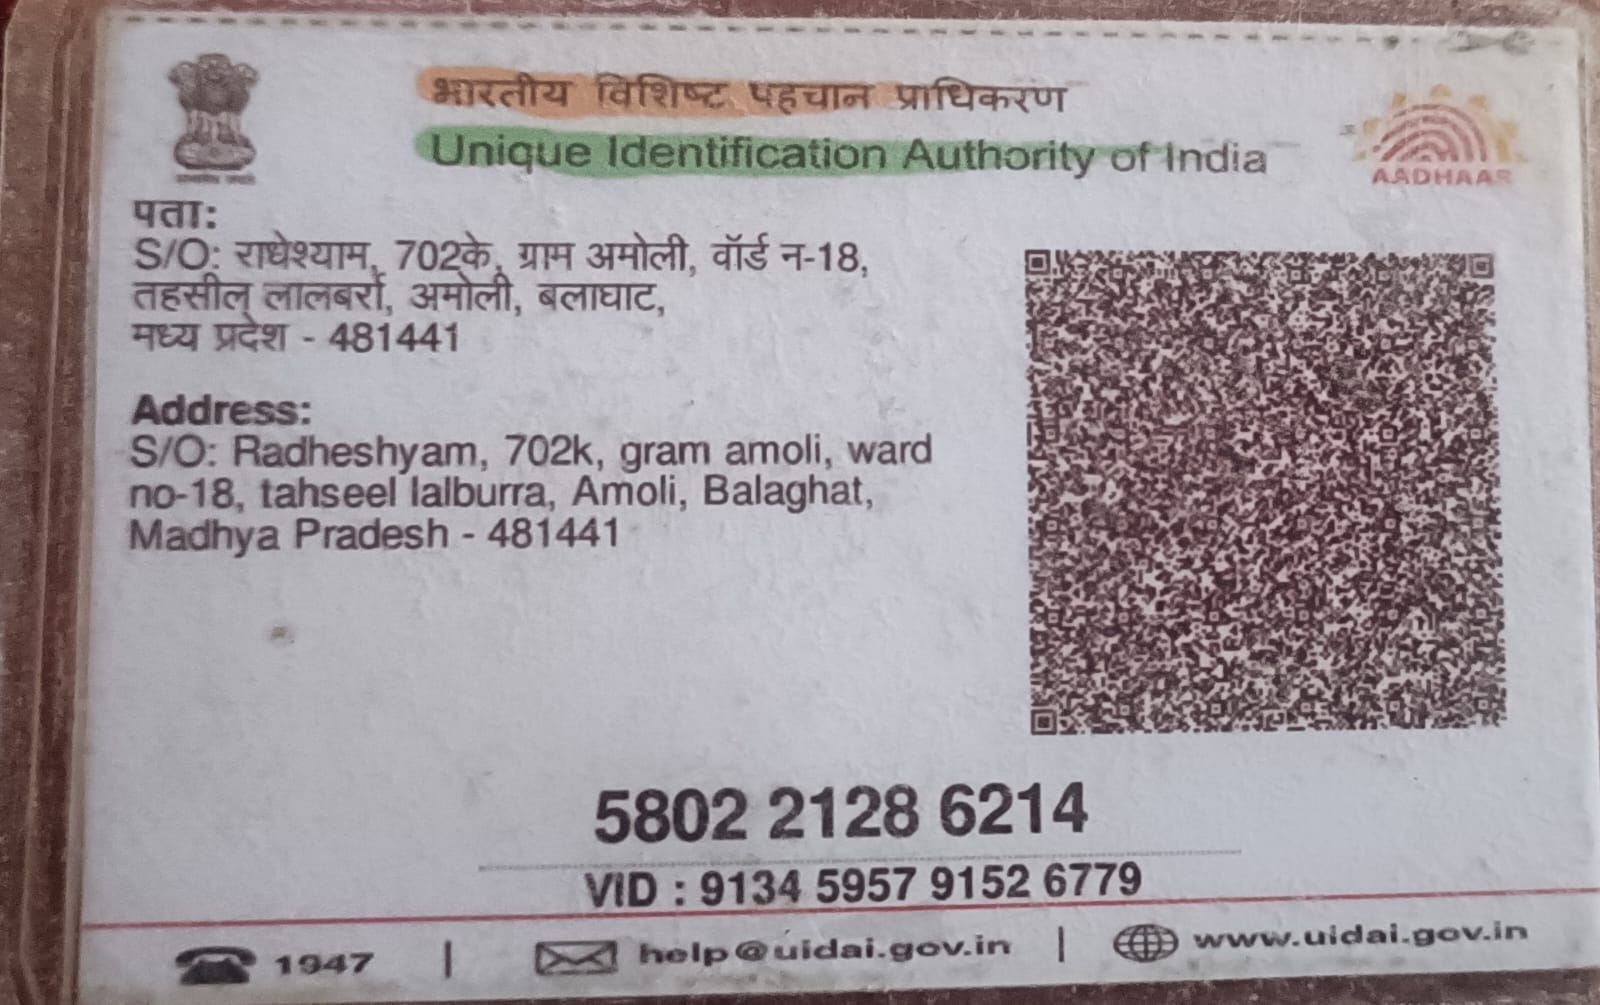 भारतीय विशिष्ट पहचान प्राधिकरण
Unique Identification Authority of India
AADHAAR
पता:
S/O: राधेश्याम, 702के, ग्राम अमोली, वॉर्ड न-18,
तहसील लालबर्रा, अमोली, बलाघाट,
मध्य प्रदेश - 481441
Address:
S/O: Radheshyam, 702k, gram amoli, ward
no-18, tahseel lalburra, Amoli, Balaghat,
Madhya Pradesh - 481441
5802 2128 6214
VID : 9134 5957 9152 6779
1947 | help@uidai.gov.in | www.uidai.gov.in